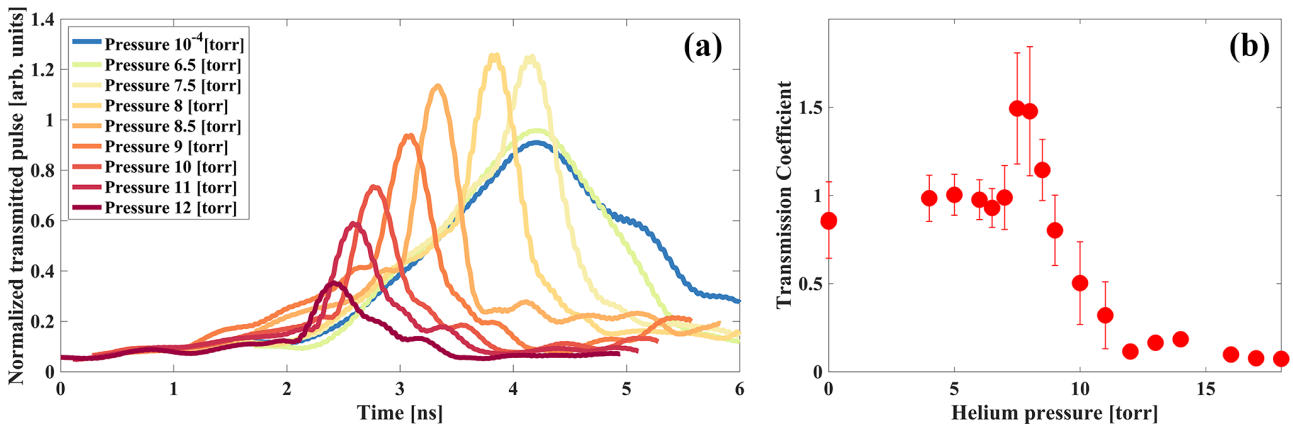 Normalized transmitted pulse [arb. units]
1.4
1.2
1
0.8
0.6
0.4
0.2
0
Pressure 10⁻⁴[torr]
Pressure 6.5 [torr]
Pressure 7.5 [torr]
Pressure 8 [torr]
Pressure 8.5 [torr]
Pressure 9 [torr]
Pressure 10 [torr]
Pressure 11 [torr]
Pressure 12 [torr]
(a)
0 1 2 3 4 5 6
Time [ns]
Transmission Coefficient
1.5
1
0.5
0
(b)
0 5 10 15
Helium pressure [torr]